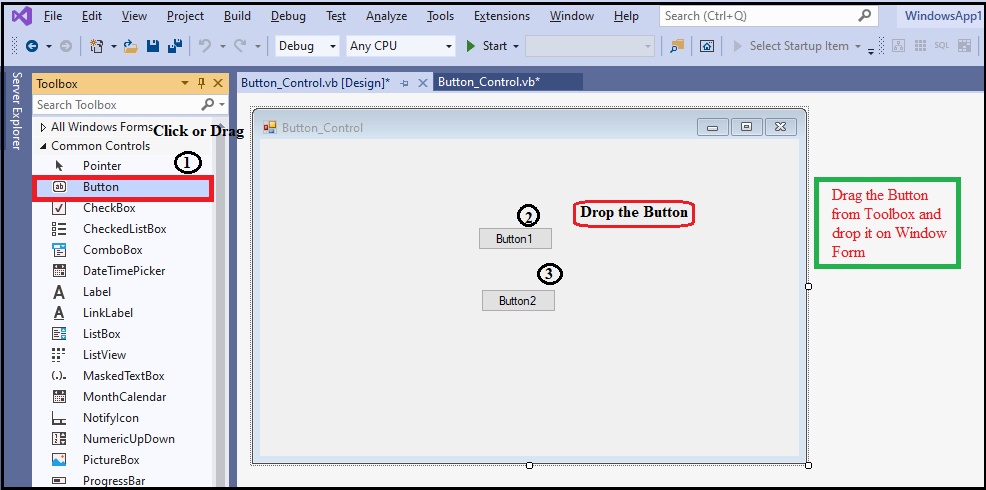 File Edit View Project Build Debug Test Analyze Tools Extensions Window Help Search (Ctrl+Q) WindowsApp1
Debug Any CPU Start Select Startup Item SQL
Server Explorer
Toolbox
Search Toolbox
All Windows Forms
Click or Drag
Common Controls
1
Pointer
ab Button
CheckBox
CheckedListBox
ComboBox
DateTimePicker
A Label
A LinkLabel
ListBox
ListView
(.). MaskedTextBox
MonthCalendar
NotifyIcon
NumericUpDown
PictureBox
ProgressBar
Button_Control.vb [Design]* Button_Control.vb*
Button_Control
2
Drop the Button
Button1
3
Button2
Drag the Button
from Toolbox and
drop it on Window
Form